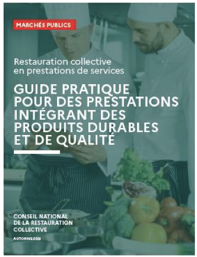 MARCHÉS PUBLICS
Restauration collective
en prestations de services
GUIDE PRATIQUE
POUR DES PRESTATIONS
INTÉGRANT DES
PRODUITS DURABLES
ET DE QUALITÉ
CONSEIL NATIONAL
DE LA RESTAURATION
COLLECTIVE